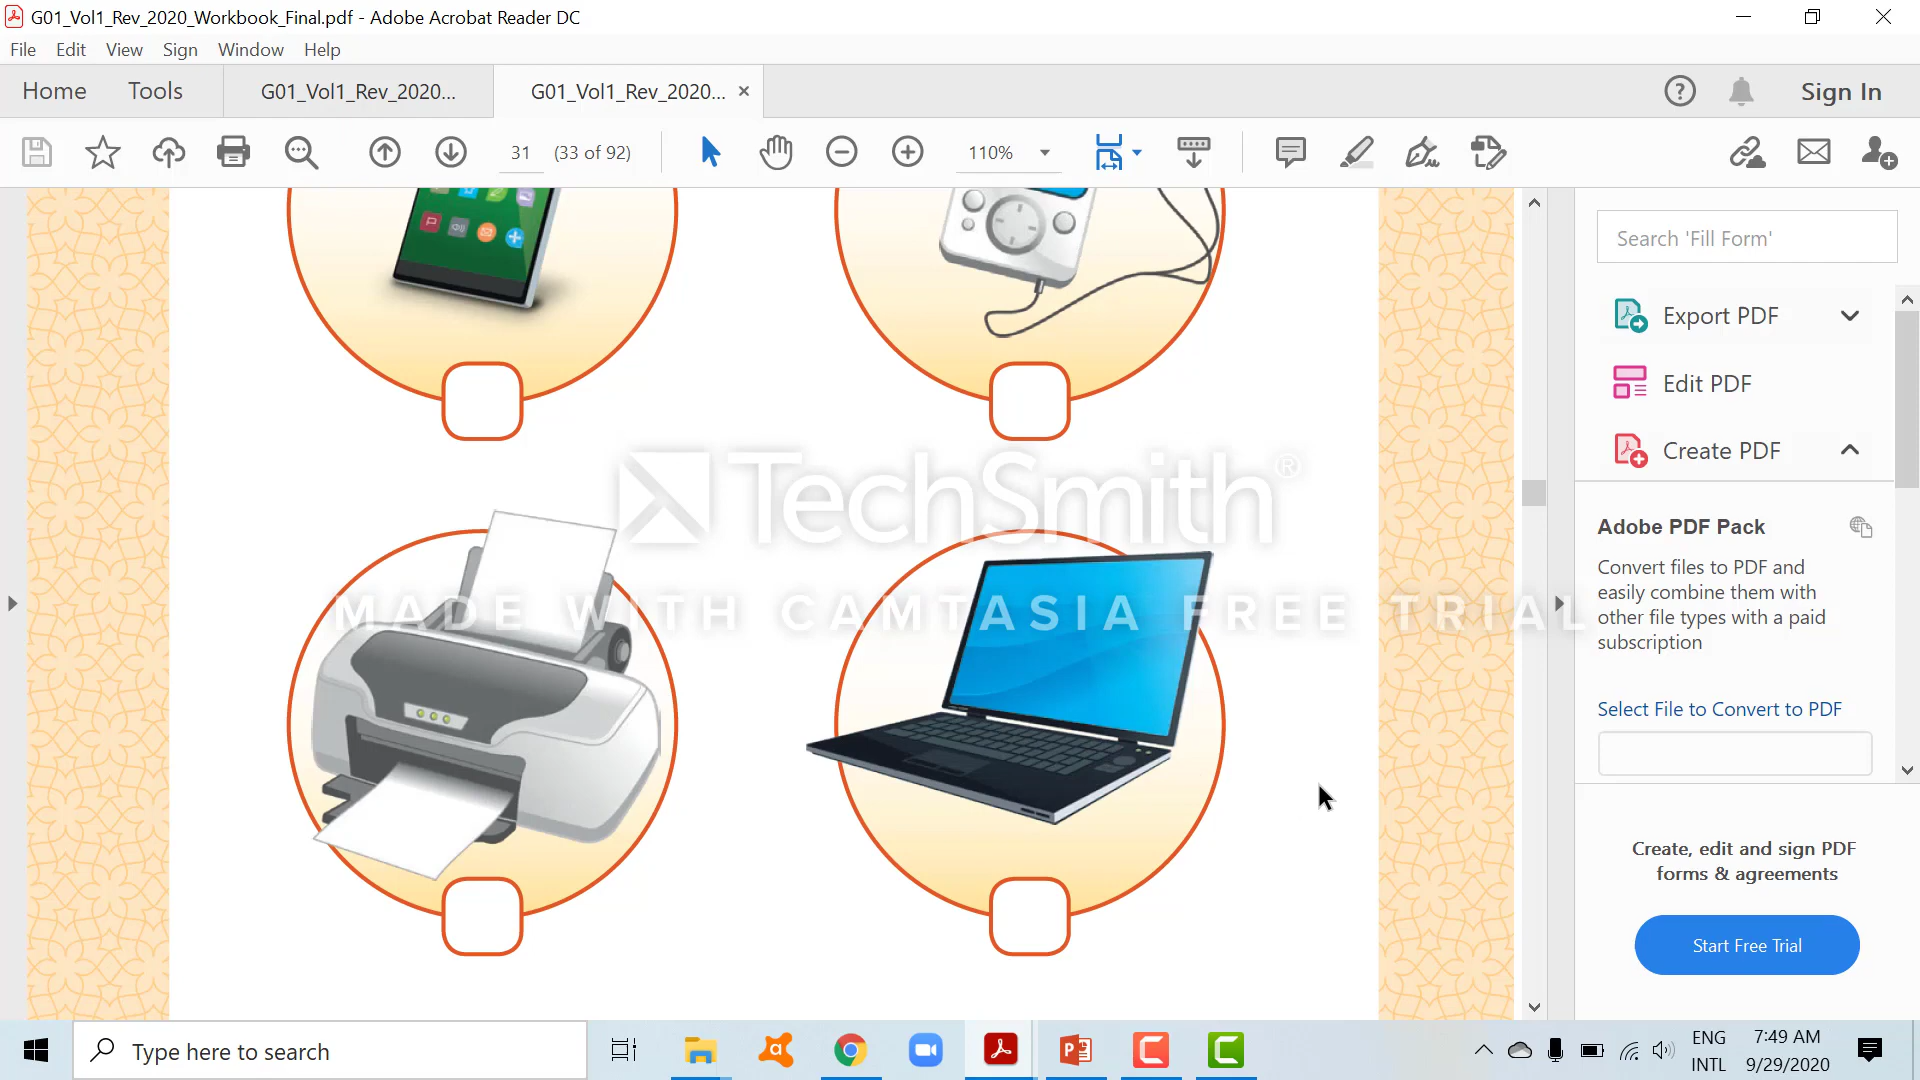 G01_Vol1_Rev_2020_Workbook_Final.pdf - Adobe Acrobat Reader DC
File Edit View Sign Window Help
Home Tools G01_Vol1_Rev_2020... G01_Vol1_Rev_2020... × Sign In
31 (33 of 92) 110%
Search 'Fill Form'
Export PDF
Edit PDF
Create PDF
TechSmith®
MADE WITH CAMTASIA FREE TRIAL
Adobe PDF Pack
Convert files to PDF and
easily combine them with
other file types with a paid
subscription
Select File to Convert to PDF
Create, edit and sign PDF
forms & agreements
Start Free Trial
Type here to search
ENG 7:49 AM
INTL 9/29/2020